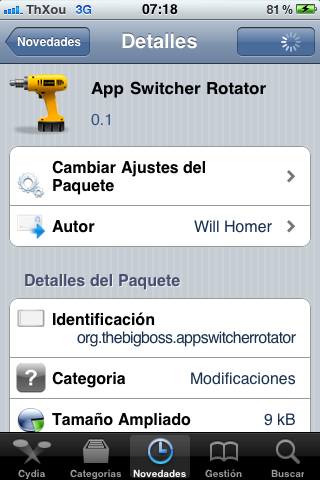 ThXou 3G 07:18 81 %
Novedades Detalles
App Switcher Rotator
0.1
Cambiar Ajustes del
Paquete
Autor Will Homer
Detalles del Paquete
Identificación
org.thebigboss.appswitcherrotator
? Categoria Modificaciones
Tamaño Ampliado 9 kB
Cydia Categorias Novedades Gestión Buscar